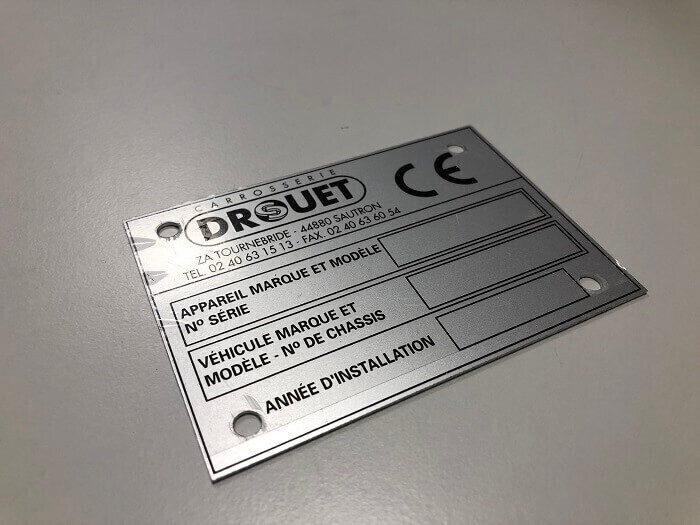 CARROSSERIE
DROUET
CE
ZA TOURNEBRIDE - 44880 SAUTRON
TEL. 02 40 63 15 13 - FAX. 02 40 63 60 54
APPAREIL MARQUE ET MODÈLE
Nº SÉRIE
VÉHICULE MARQUE ET
MODÈLE - Nº DE CHASSIS
ANNÉE D'INSTALLATION